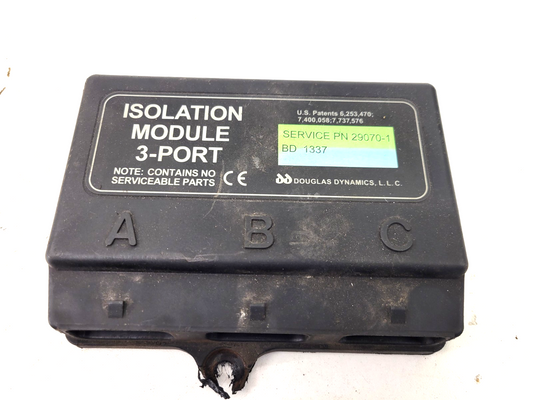 ISOLATION
MODULE
3-PORT
NOTE: CONTAINS NO
SERVICEABLE PARTS CE
U.S. Patents 6,253,470;
7,400,058;7,737,576
SERVICE PN 29070-1
BD 1337
DOUGLAS DYNAMICS, L.L.C.
A B C